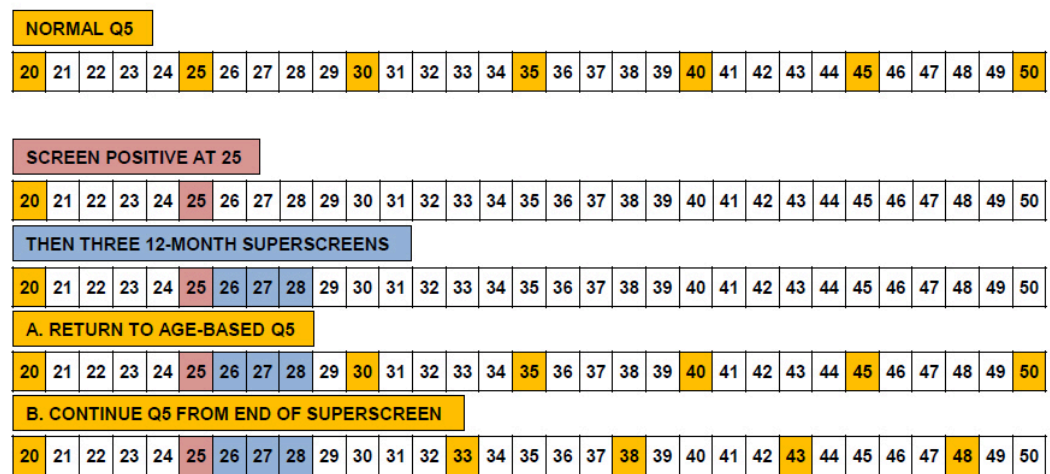 NORMAL Q5
20 21 22 23 24 25 26 27 28 29 30 31 32 33 34 35 36 37 38 39 40 41 42 43 44 45 46 47 48 49 50
SCREEN POSITIVE AT 25
20 21 22 23 24 25 26 27 28 29 30 31 32 33 34 35 36 37 38 39 40 41 42 43 44 45 46 47 48 49 50
THEN THREE 12-MONTH SUPERSCREENS
20 21 22 23 24 25 26 27 28 29 30 31 32 33 34 35 36 37 38 39 40 41 42 43 44 45 46 47 48 49 50
A. RETURN TO AGE-BASED Q5
20 21 22 23 24 25 26 27 28 29 30 31 32 33 34 35 36 37 38 39 40 41 42 43 44 45 46 47 48 49 50
B. CONTINUE Q5 FROM END OF SUPERSCREEN
20 21 22 23 24 25 26 27 28 29 30 31 32 33 34 35 36 37 38 39 40 41 42 43 44 45 46 47 48 49 50